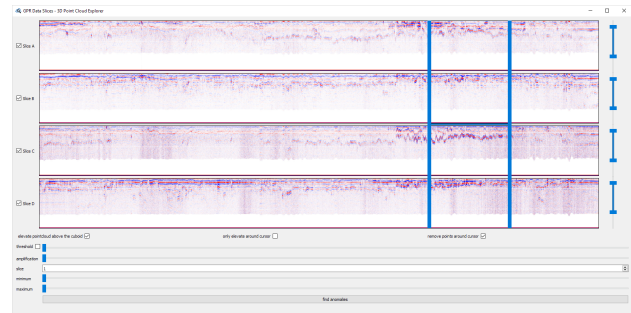 GPR Data Slices - 3D Point Cloud Explorer
Slice A
Slice B
Slice C
Slice D
elevate pointcloud above the cuboid only elevate around cursor remove points around cursor
threshold
amplification
slice 1
minimum
maximum
find anomalies